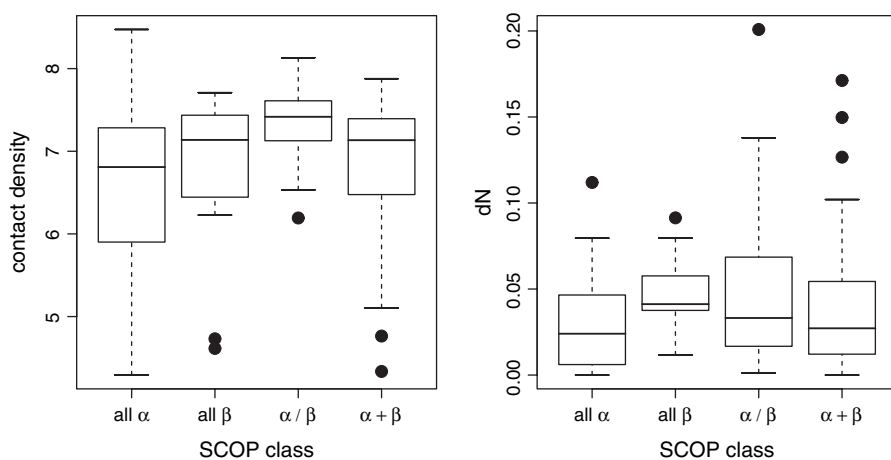 contact density
8
7
6
5
all α
all β
α / β
α + β
SCOP class
dN
0.20
0.15
0.10
0.05
0.00
all α
all β
α / β
α + β
SCOP class